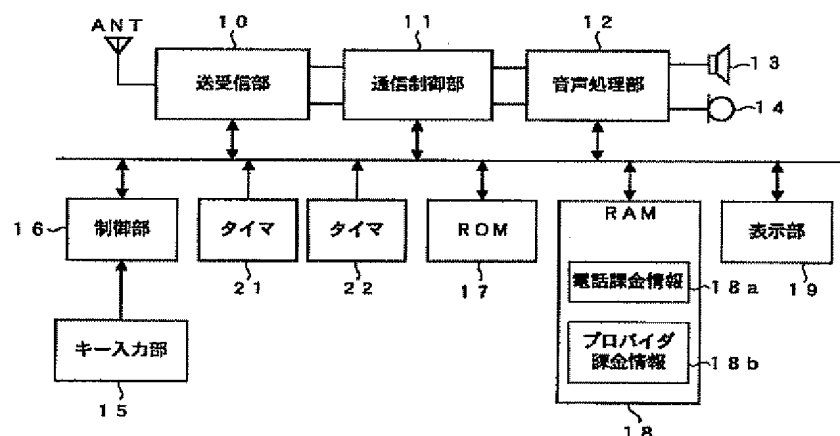 ANT
10
11
12
送受信部
通信制御部
音声処理部
13
14
RAM
16
制御部
タイマ
タイマ
ROM
表示部
21
22
17
電話課金情報
18a
19
キー入力部
プロバイダ
課金情報
18b
15
18